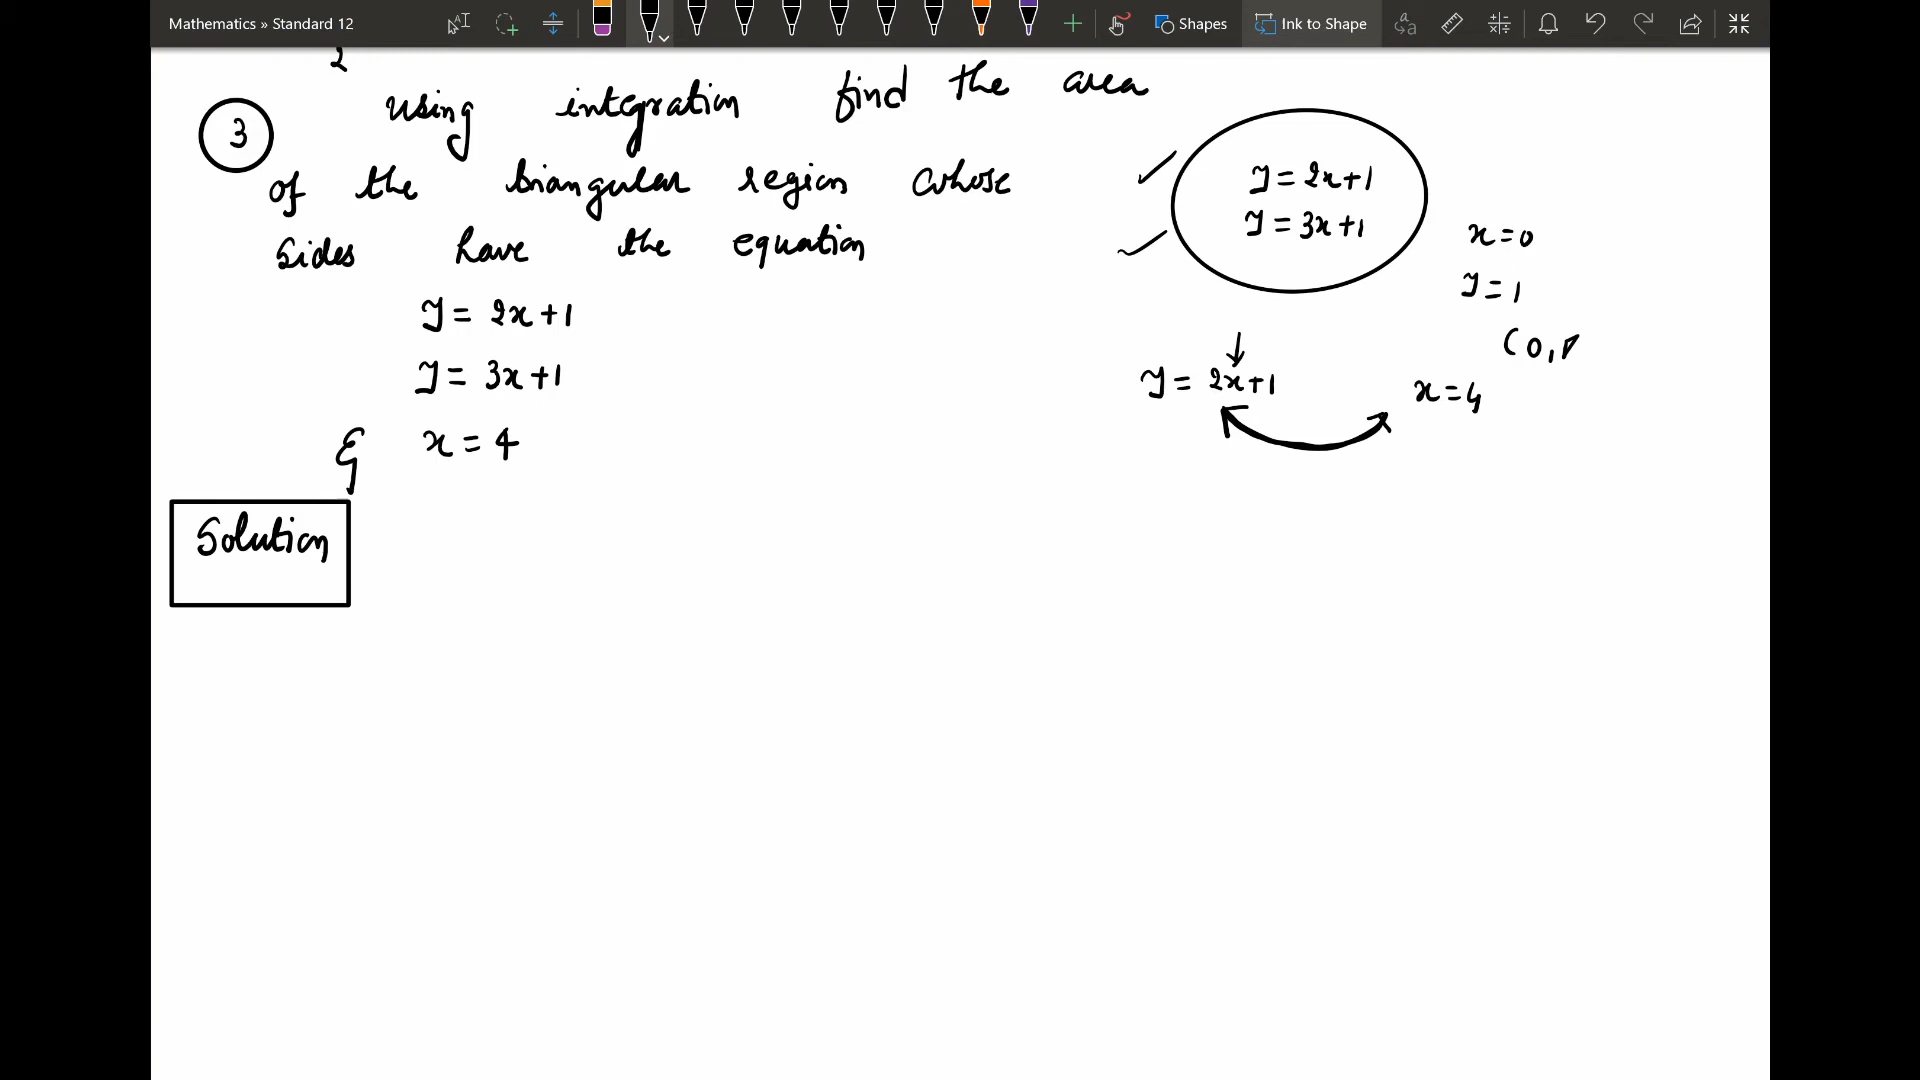 Mathematics » Standard 12
Shapes
Ink to Shape
2
3
using integration find the area
of the triangular region whose
sides have the equation
y = 2x+1
y = 3x+1
& x = 4
Solution
y = 2x+1
y = 3x+1
x=0
y=1
(0,1)
y = 2x+1
x=4